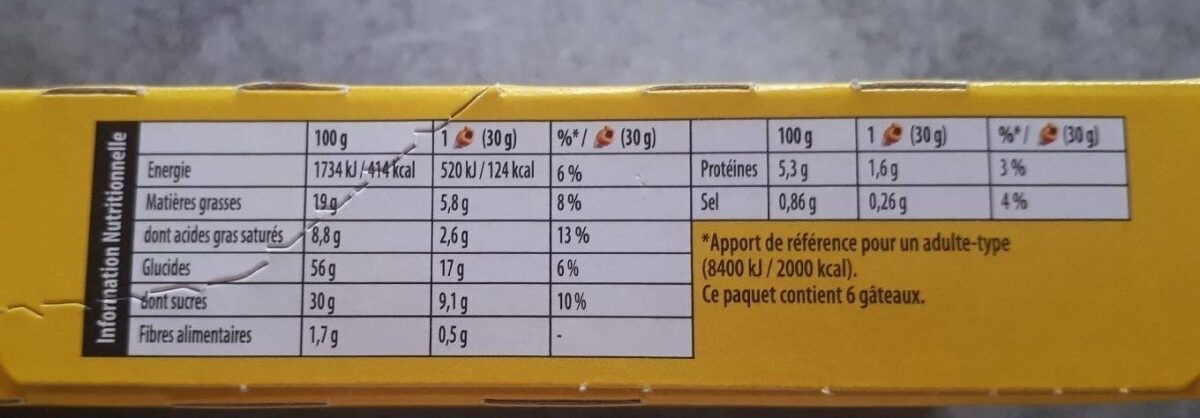 Information Nutritionnelle
100 g 1 (30 g) %*/ (30 g)
Energie 1734 kJ / 414 kcal 520 kJ / 124 kcal 6 %
Matières grasses 19 g 5,8 g 8 %
dont acides gras saturés 8,8 g 2,6 g 13 %
Glucides 56 g 17 g 6 %
dont sucres 30 g 9,1 g 10 %
Fibres alimentaires 1,7 g 0,5 g -
100 g 1 (30 g) %*/ (30 g)
Protéines 5,3 g 1,6 g 3 %
Sel 0,86 g 0,26 g 4 %
*Apport de référence pour un adulte-type
(8400 kJ / 2000 kcal).
Ce paquet contient 6 gâteaux.